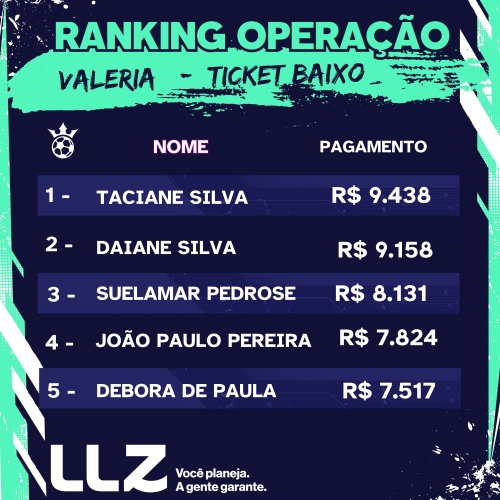 RANKING OPERAÇÃO
VALERIA - TICKET BAIXO
NOME PAGAMENTO
1 - TACIANE SILVA R$ 9.438
2 - DAIANE SILVA R$ 9.158
3 - SUELAMAR PEDROSE R$ 8.131
4 - JOÃO PAULO PEREIRA R$ 7.824
5 - DEBORA DE PAULA R$ 7.517
LLZ
Você planeja.
A gente garante.